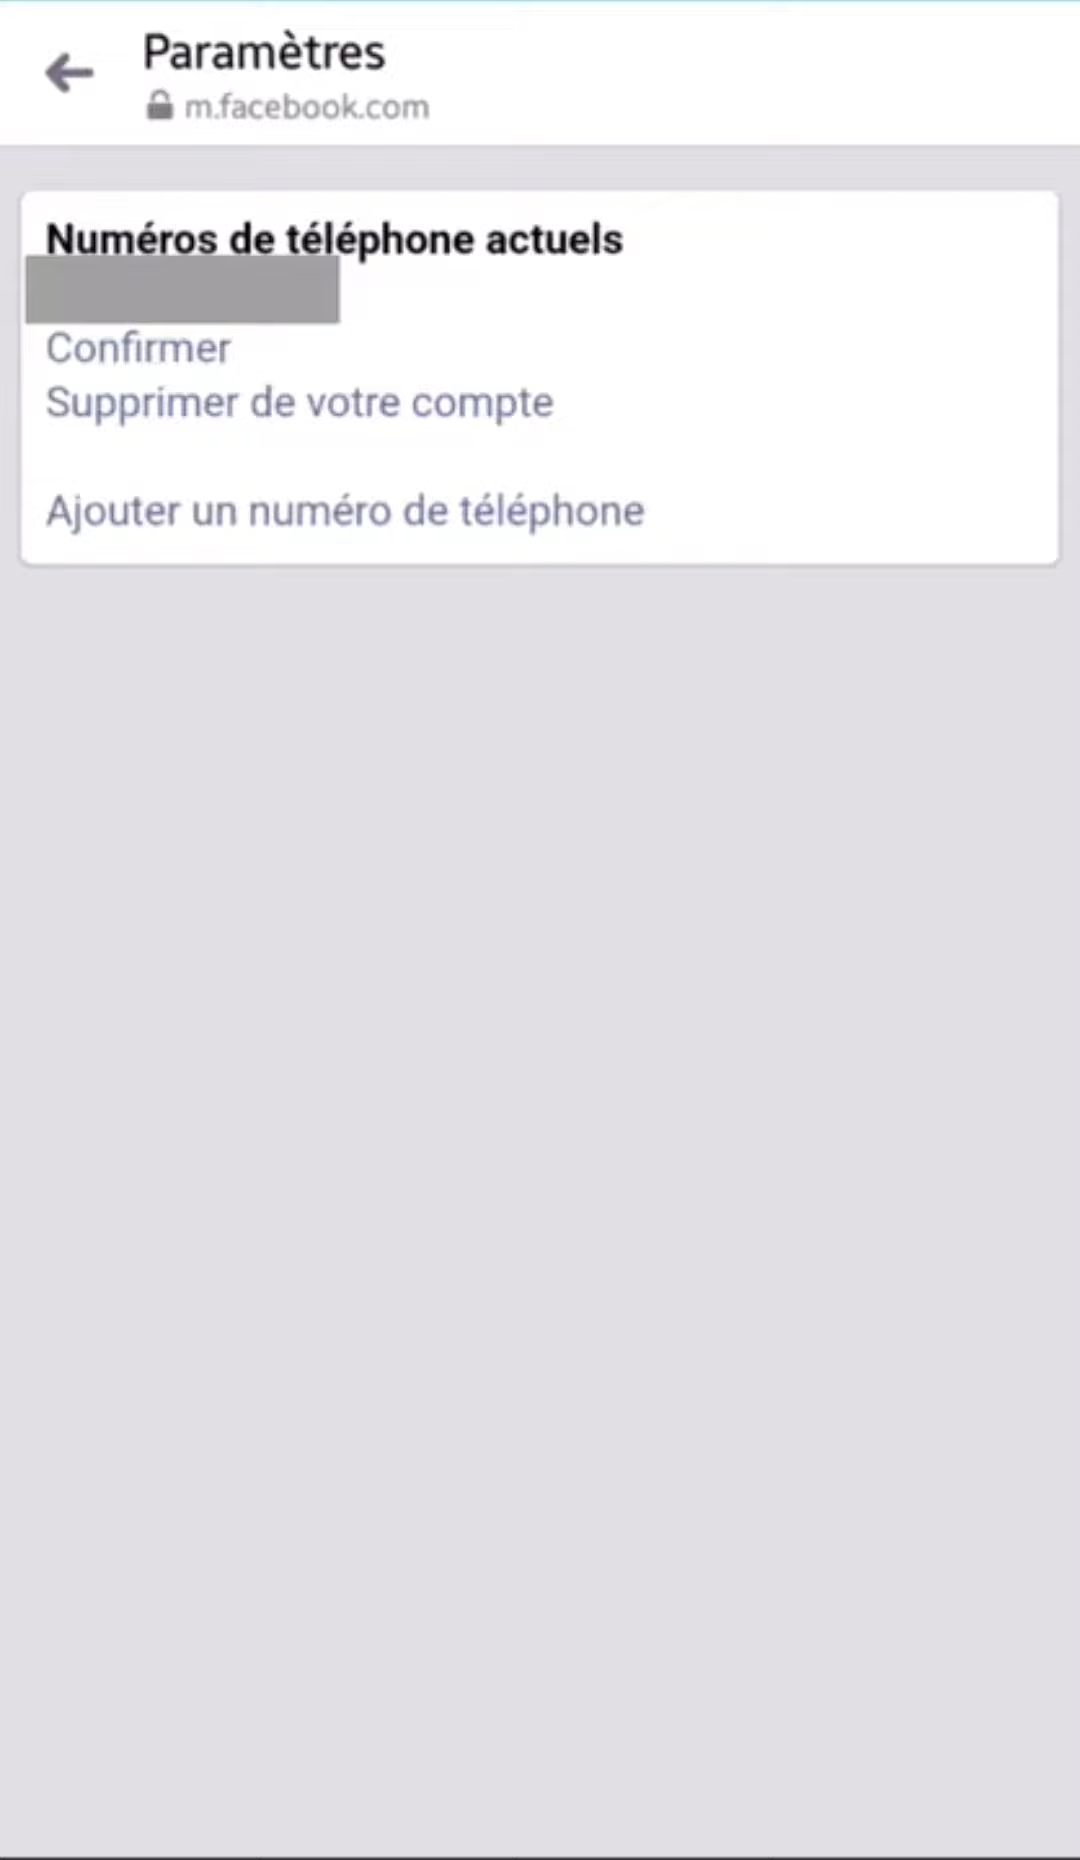 Paramètres
m.facebook.com
Numéros de téléphone actuels
Confirmer
Supprimer de votre compte
Ajouter un numéro de téléphone